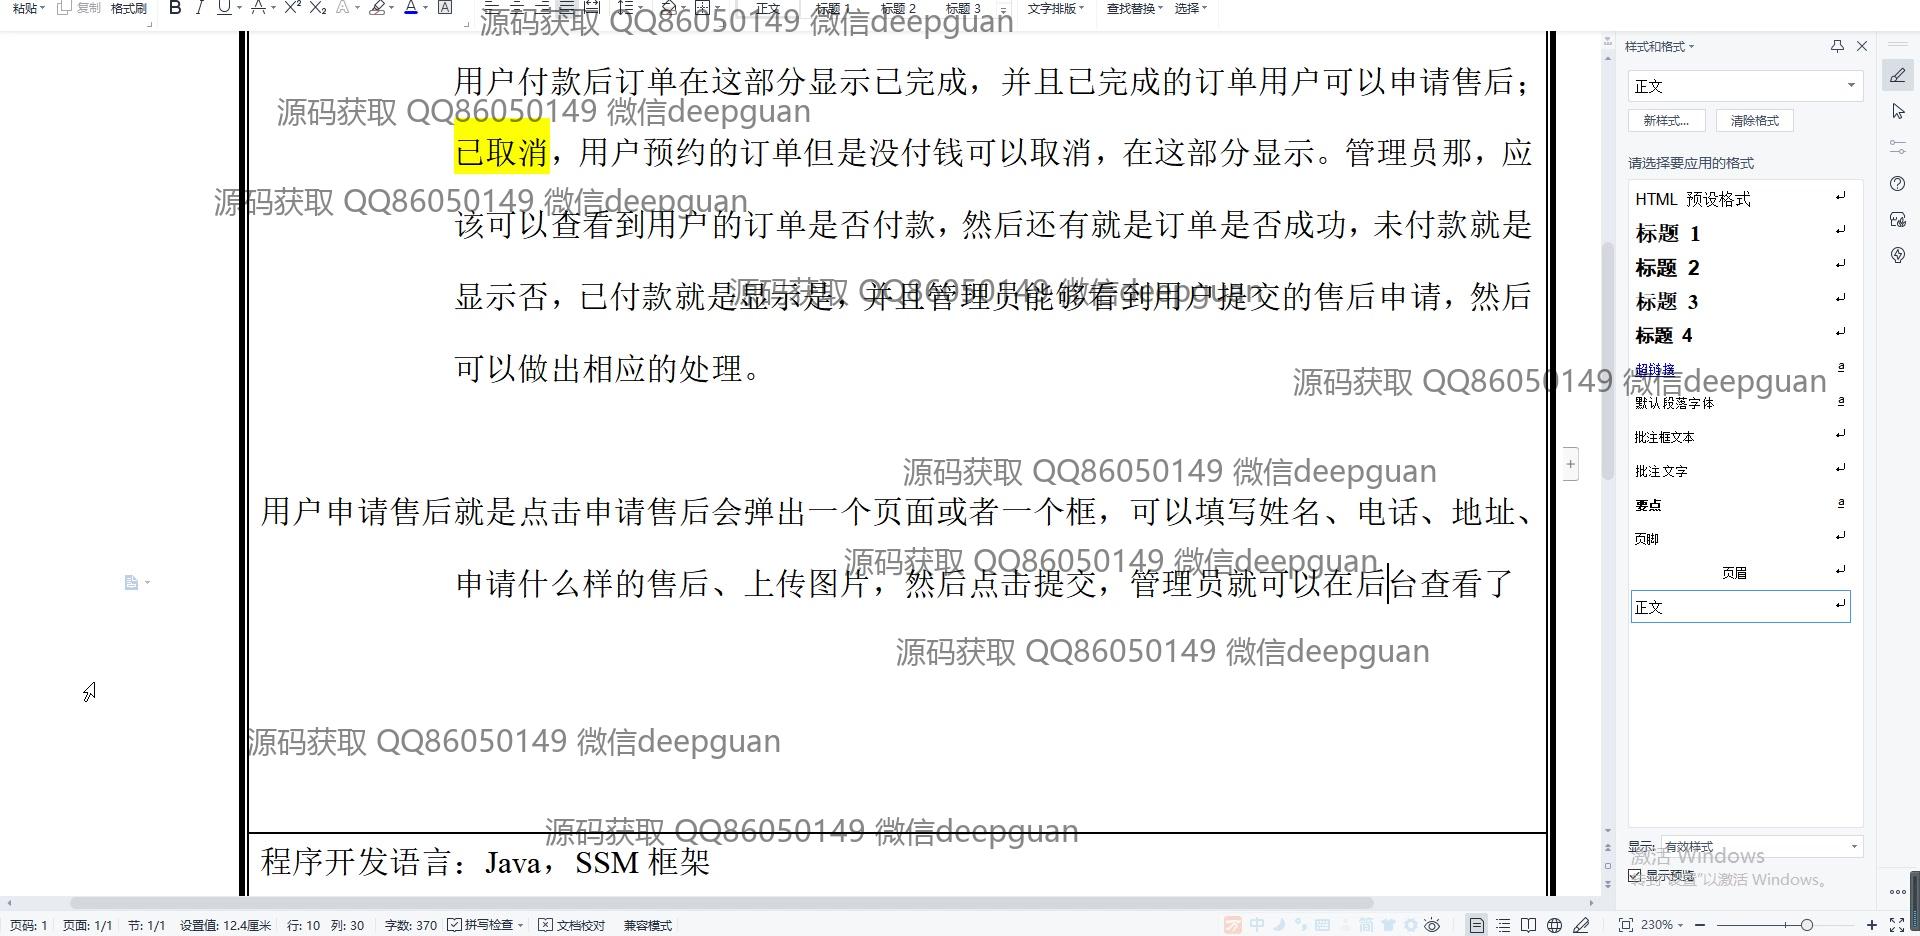 粘贴 复制 格式刷 B I U 正文 标题 1 标题 2 标题 3 文字排版 查找替换 选择
源码获取 QQ86050149 微信deepguan
用户付款后订单在这部分显示已完成，并且已完成的订单用户可以申请售后；
源码获取 QQ86050149 微信deepguan
已取消，用户预约的订单但是没付钱可以取消，在这部分显示。管理员那，应
源码获取 QQ86050149 微信deepguan
该可以查看到用户的订单是否付款，然后还有就是订单是否成功，未付款就是
源码获取 QQ86050149 微信deepguan
显示否，已付款就是显示是，并且管理员能够看到用户提交的售后申请，然后
可以做出相应的处理。
源码获取 QQ86050149 微信deepguan
源码获取 QQ86050149 微信deepguan
用户申请售后就是点击申请售后会弹出一个页面或者一个框，可以填写姓名、电话、地址、
源码获取 QQ86050149 微信deepguan
申请什么样的售后、上传图片，然后点击提交，管理员就可以在后台查看了
源码获取 QQ86050149 微信deepguan
源码获取 QQ86050149 微信deepguan
源码获取 QQ86050149 微信deepguan
程序开发语言：Java，SSM 框架
样式和格式
正文
新样式... 清除格式
请选择要应用的格式
HTML 预设格式
标题 1
标题 2
标题 3
标题 4
超链接
默认段落字体
批注框文本
批注文字
要点
页脚
页眉
正文
显示: 有效样式
激活 Windows
显示预览
转到"设置"以激活 Windows。
页码: 1 页面: 1/1 节: 1/1 设置值: 12.4厘米 行: 10 列: 30 字数: 370 拼写检查 文档校对 兼容模式 中 简 230%